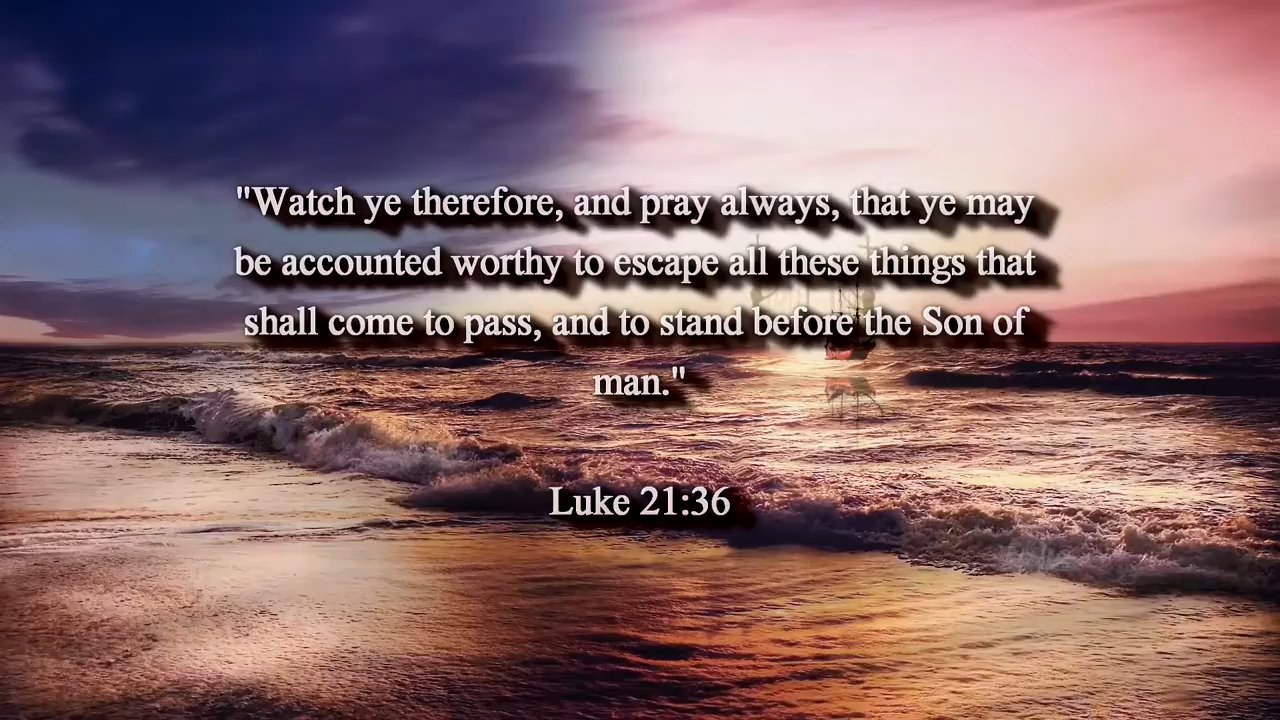 "Watch ye therefore, and pray always, that ye may
be accounted worthy to escape all these things that
shall come to pass, and to stand before the Son of
man."
Luke 21:36